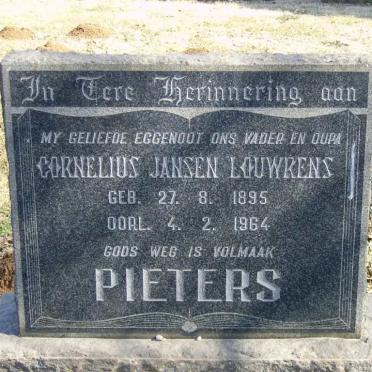 In Tere Herinnering aan
MY GELIEFDE EGGENOOT ONS VADER EN OUPA
CORNELIUS JANSEN LOUWRENS
GEB. 27. 8. 1895
OORL. 4. 2. 1964
GODS WEG IS VOLMAAK
PIETERS